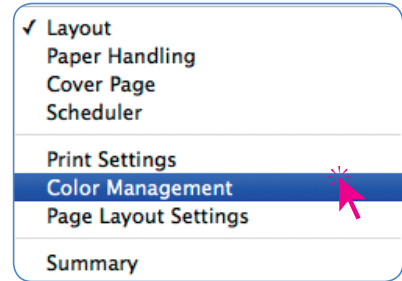 ✓ Layout
Paper Handling
Cover Page
Scheduler
Print Settings
Color Management
Page Layout Settings
Summary